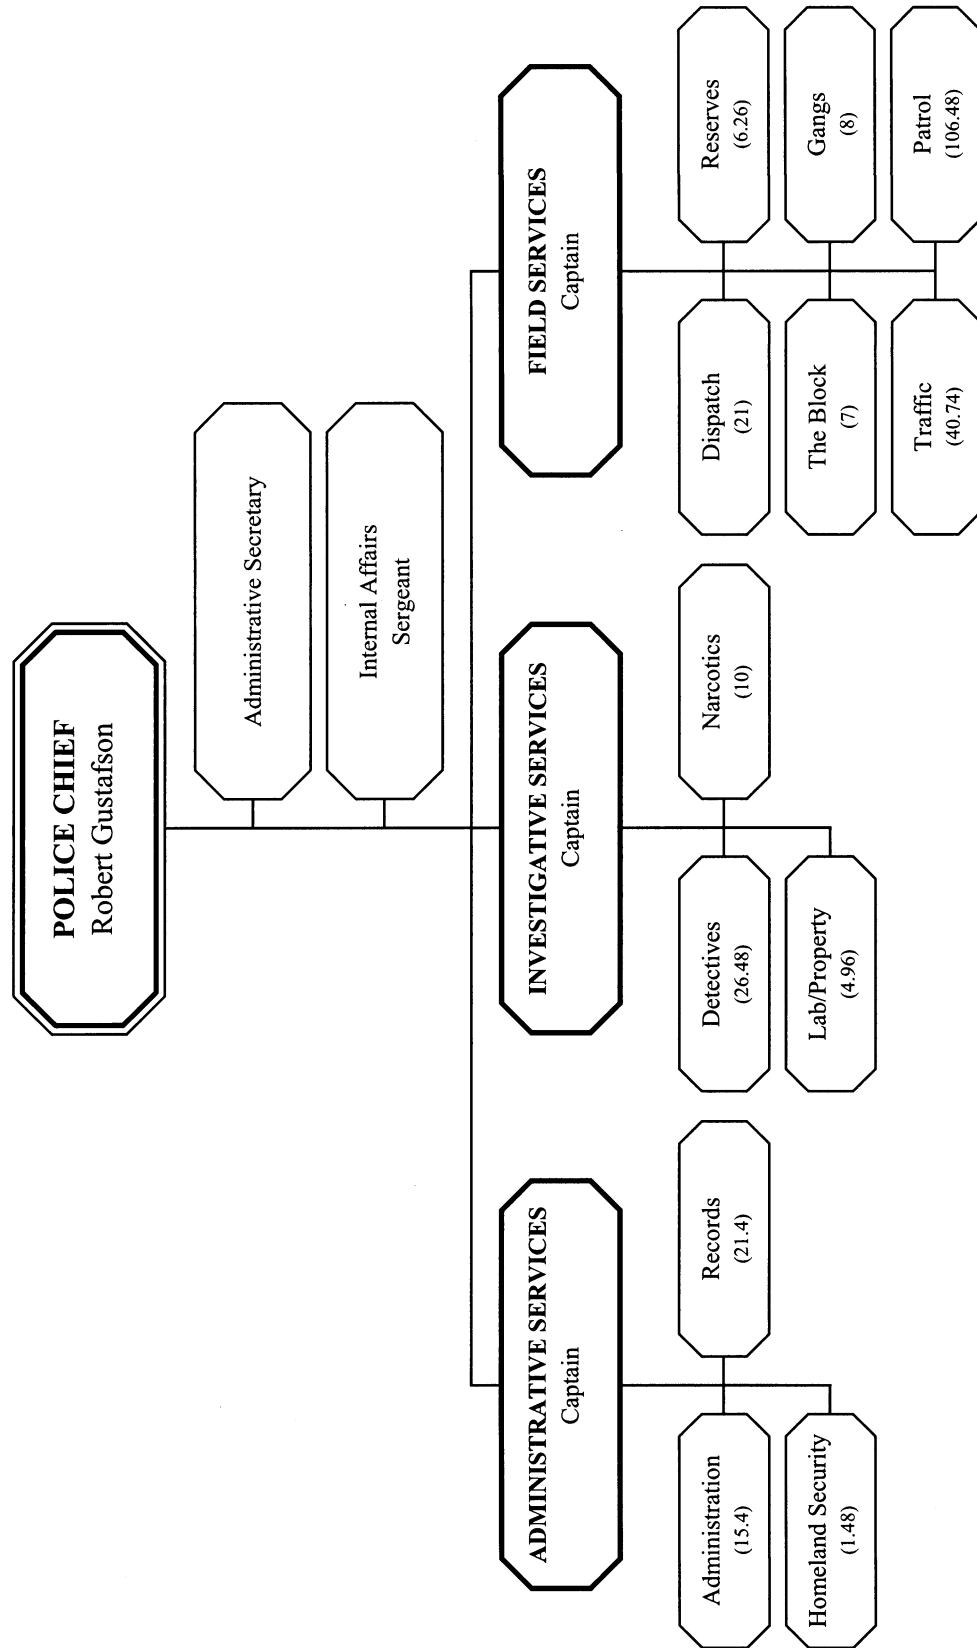 POLICE CHIEF
Robert Gustafson
Administrative Secretary
Internal Affairs
Sergeant
ADMINISTRATIVE SERVICES
Captain
Administration
(15.4)
Records
(21.4)
Homeland Security
(1.48)
INVESTIGATIVE SERVICES
Captain
Detectives
(26.48)
Narcotics
(10)
Lab/Property
(4.96)
FIELD SERVICES
Captain
Dispatch
(21)
Reserves
(6.26)
The Block
(7)
Gangs
(8)
Traffic
(40.74)
Patrol
(106.48)